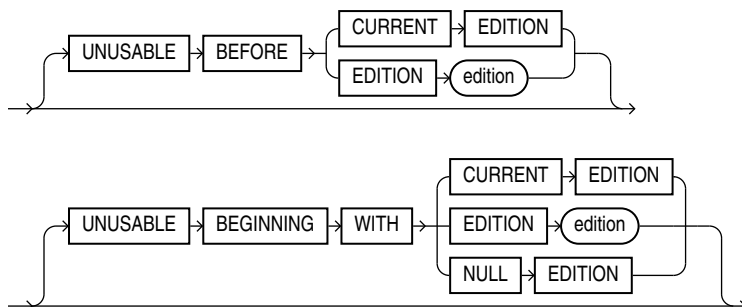 CURRENT EDITION
UNUSABLE BEFORE
EDITION edition
CURRENT EDITION
UNUSABLE BEGINNING WITH EDITION edition
NULL EDITION